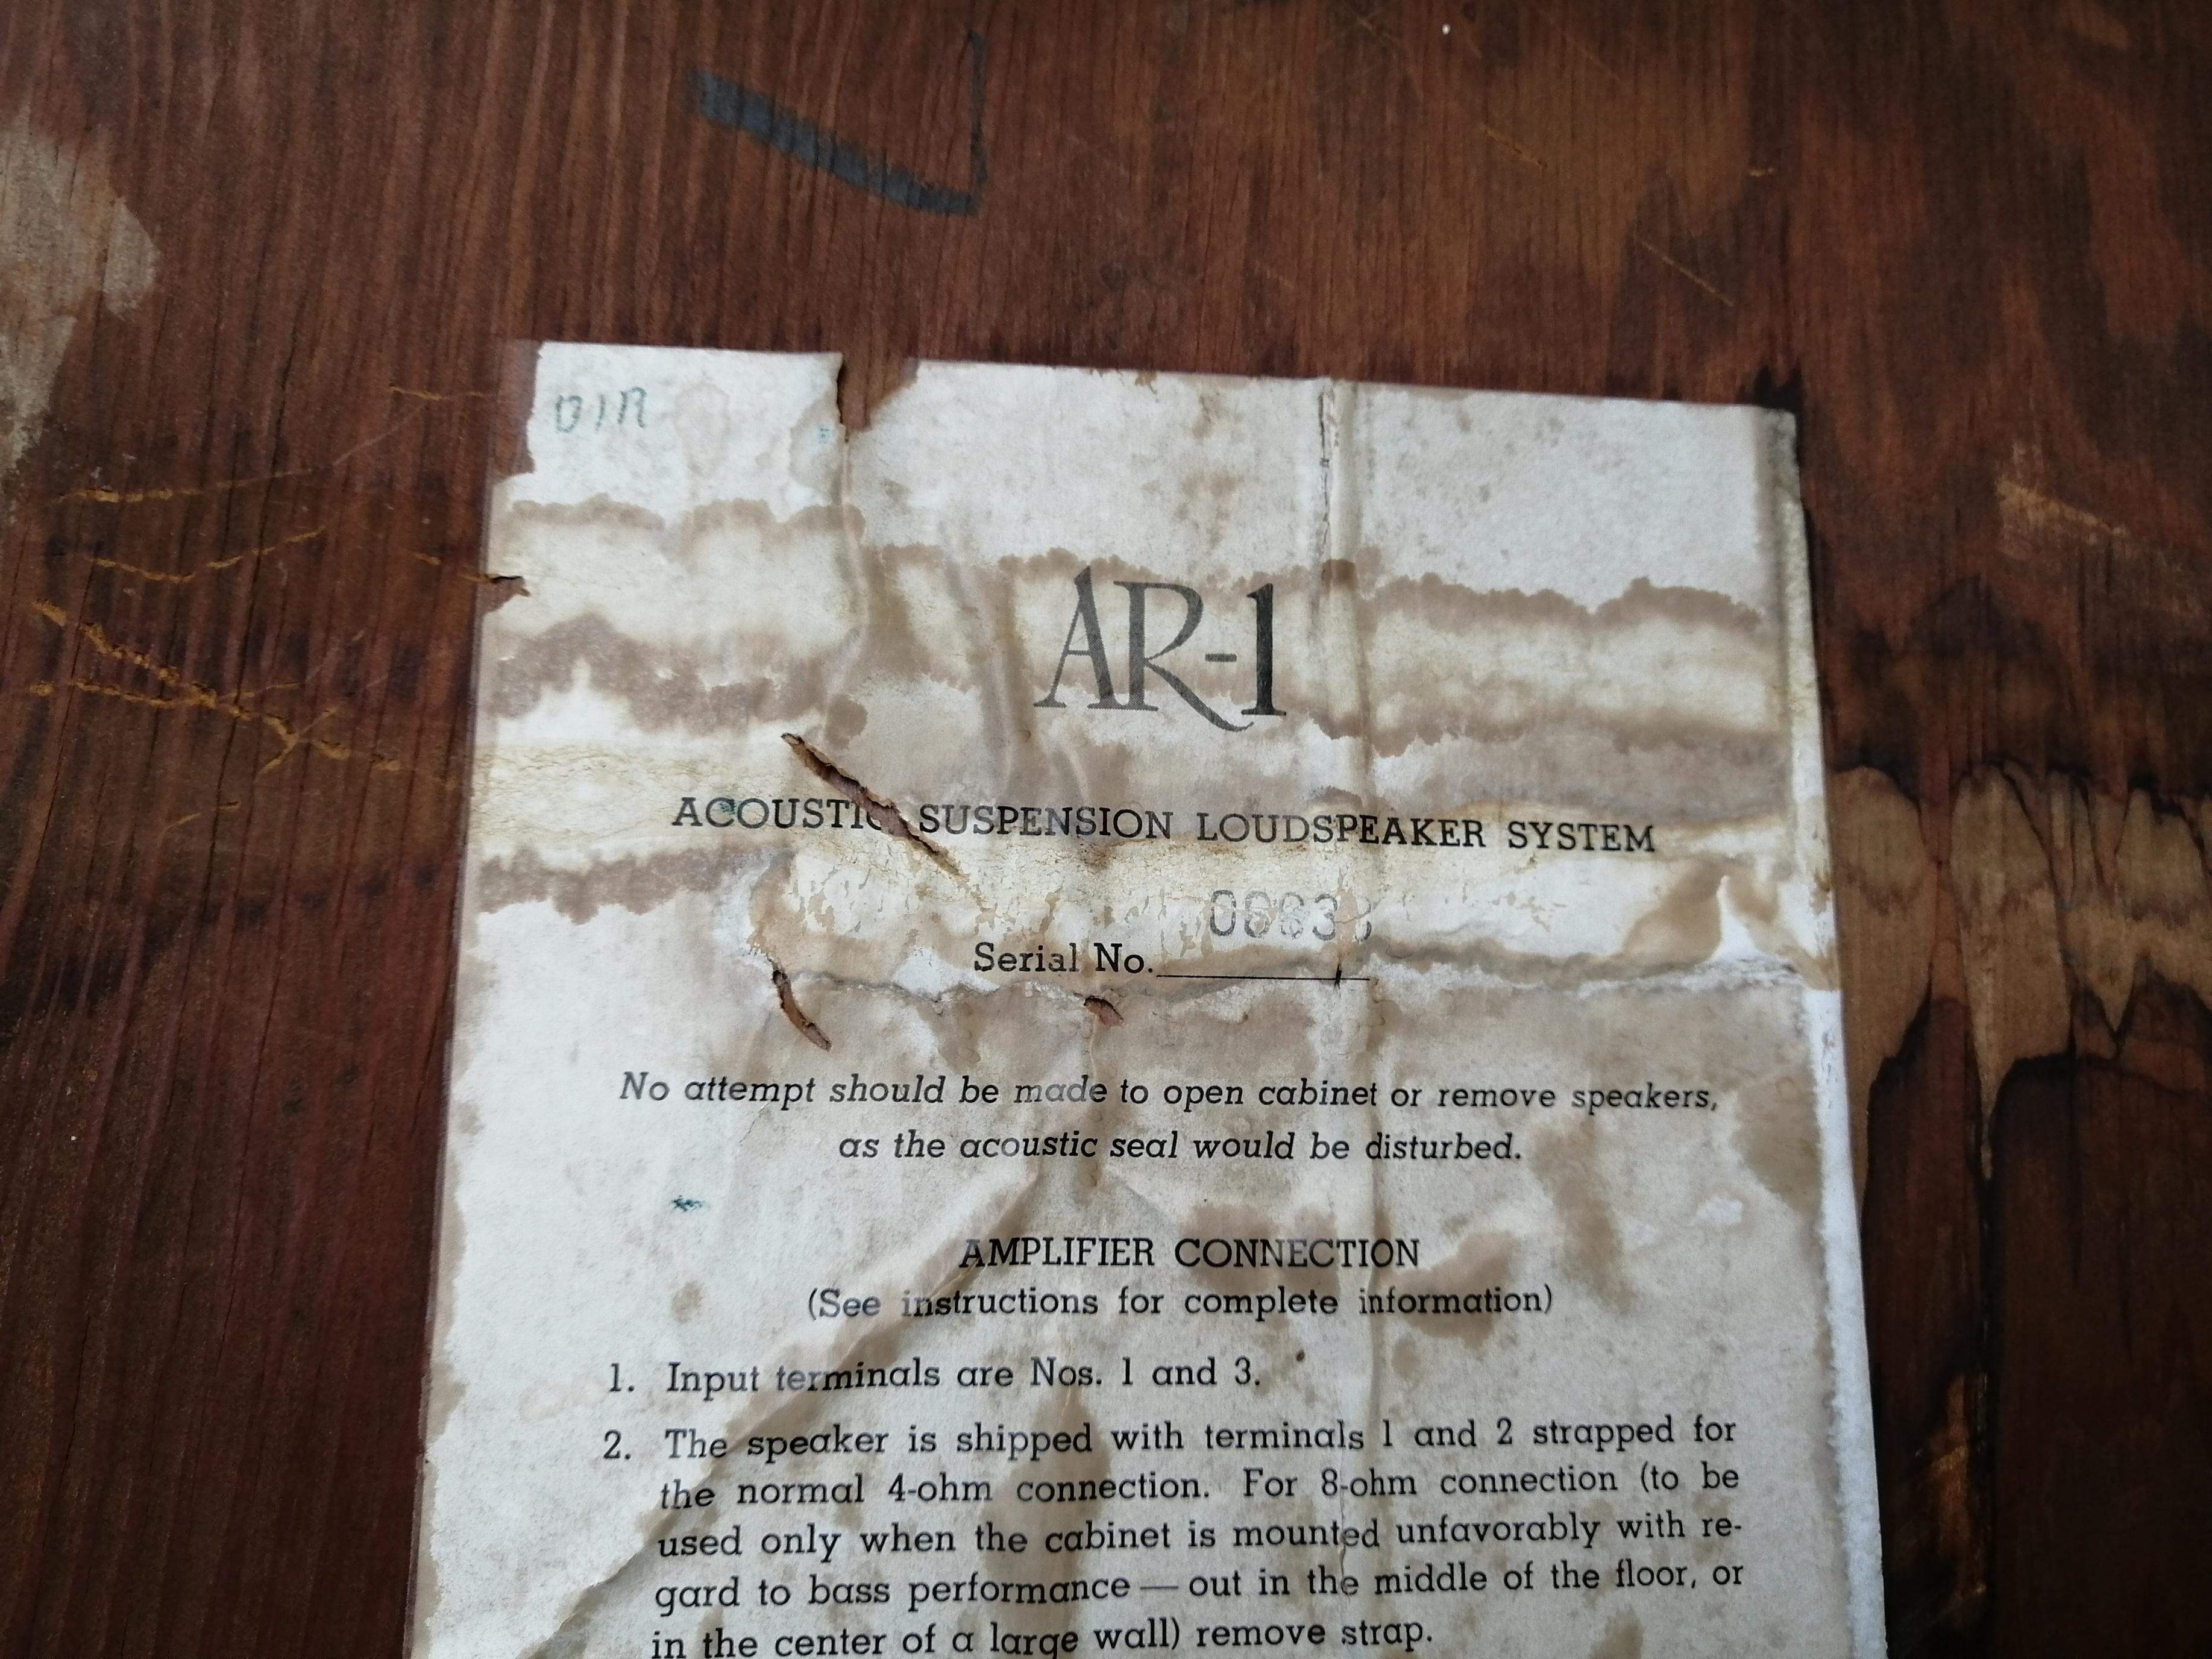 AR-1
ACOUSTIC SUSPENSION LOUDSPEAKER SYSTEM
Serial No.
No attempt should be made to open cabinet or remove speakers,
as the acoustic seal would be disturbed.
AMPLIFIER CONNECTION
(See instructions for complete information)
1. Input terminals are Nos. 1 and 3.
2. The speaker is shipped with terminals 1 and 2 strapped for
the normal 4-ohm connection. For 8-ohm connection (to be
used only when the cabinet is mounted unfavorably with re-
gard to bass performance — out in the middle of the floor, or
in the center of a large wall) remove strap.